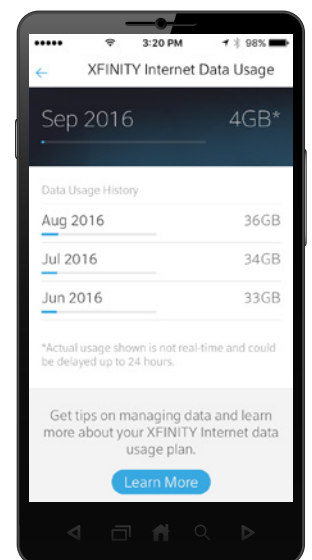 3:20 PM 98%
XFINITY Internet Data Usage
Sep 2016 4GB*
Data Usage History
Aug 2016 36GB
Jul 2016 34GB
Jun 2016 33GB
*Actual usage shown is not real-time and could
be delayed up to 24 hours.
Get tips on managing data and learn
more about your XFINITY Internet data
usage plan.
Learn More